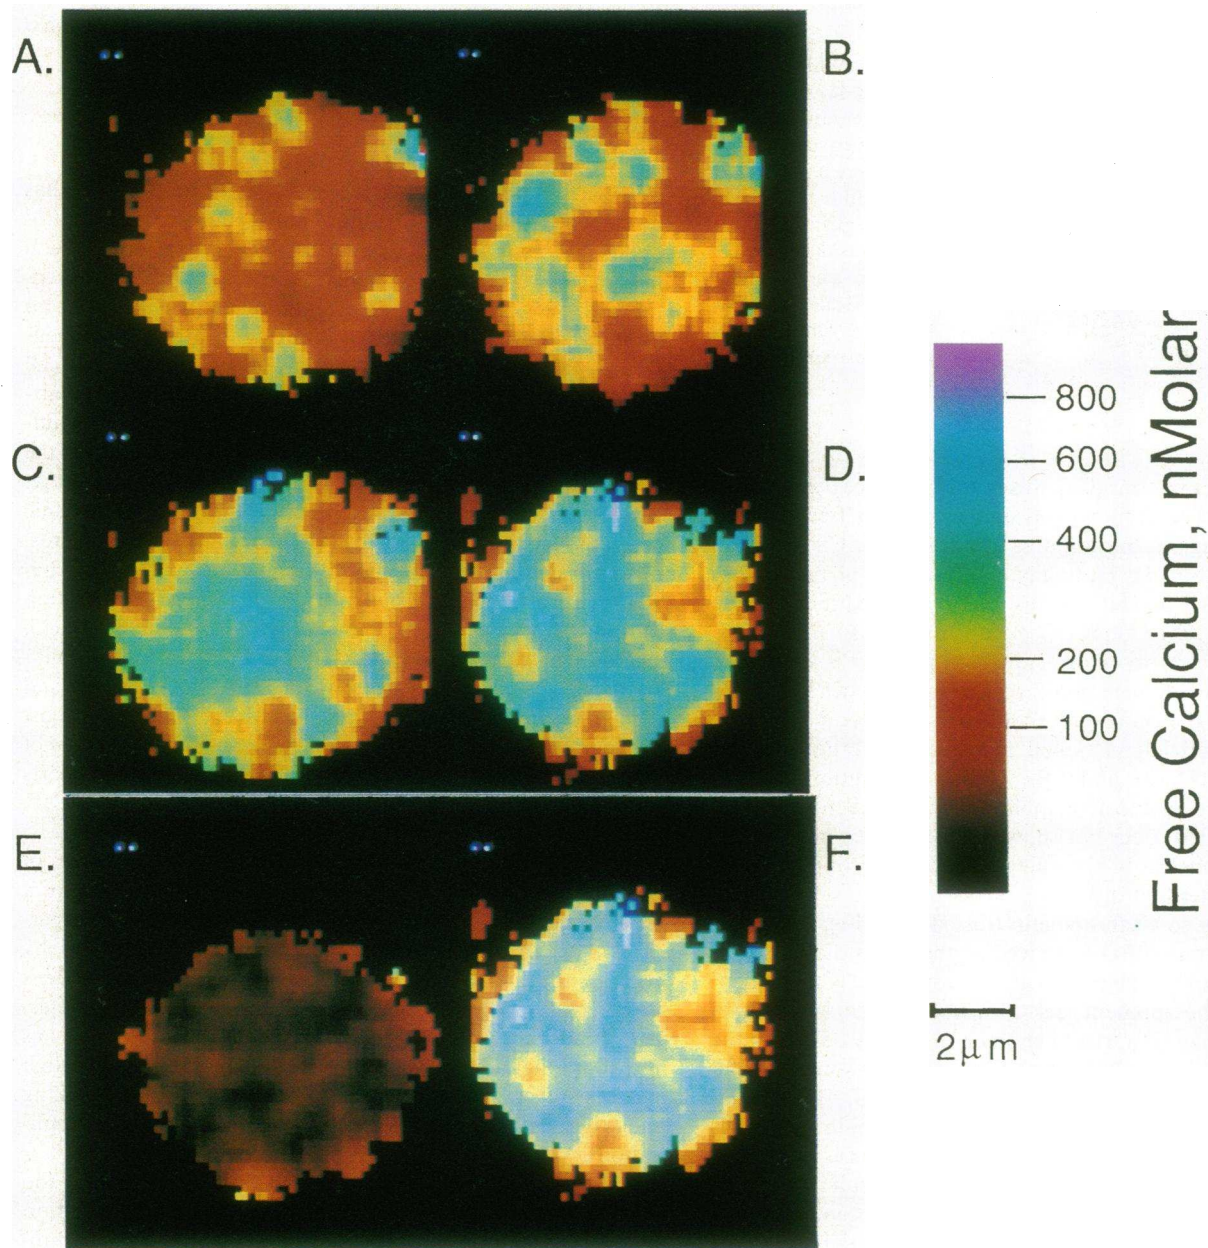 A.
B.
C.
D.
E.
F.
800
600
400
200
100
Free Calcium, nMolar
2μm